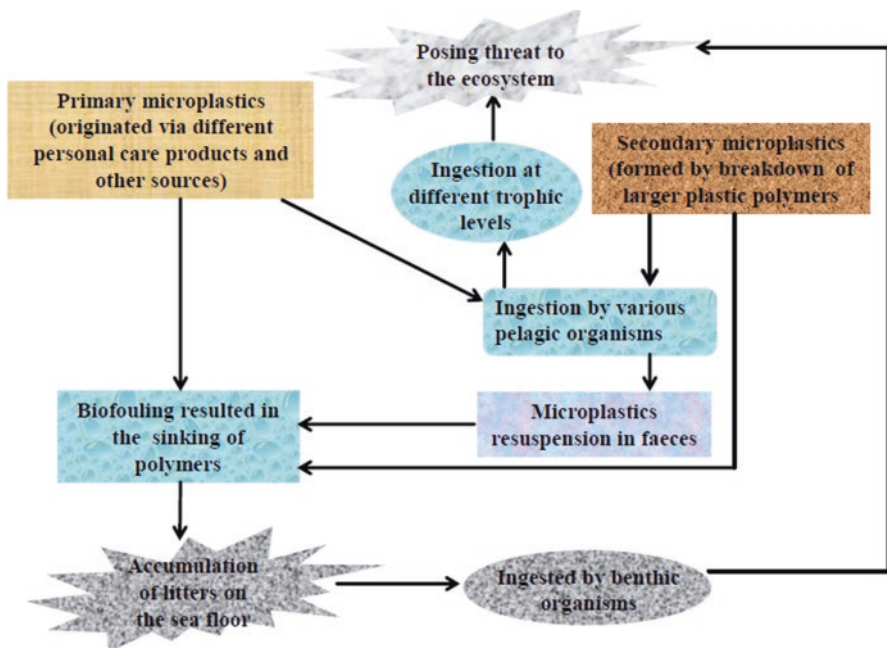 Posing threat to
the ecosystem
Primary microplastics
(originated via different
personal care products and
other sources)
Ingestion at
different trophic
levels
Secondary microplastics
(formed by breakdown of
larger plastic polymers
Ingestion by various
pelagic organisms
Biofouling resulted in
the sinking of
polymers
Microplastics
resuspension in faeces
Accumulation
of litters on
the sea floor
Ingested by benthic
organisms